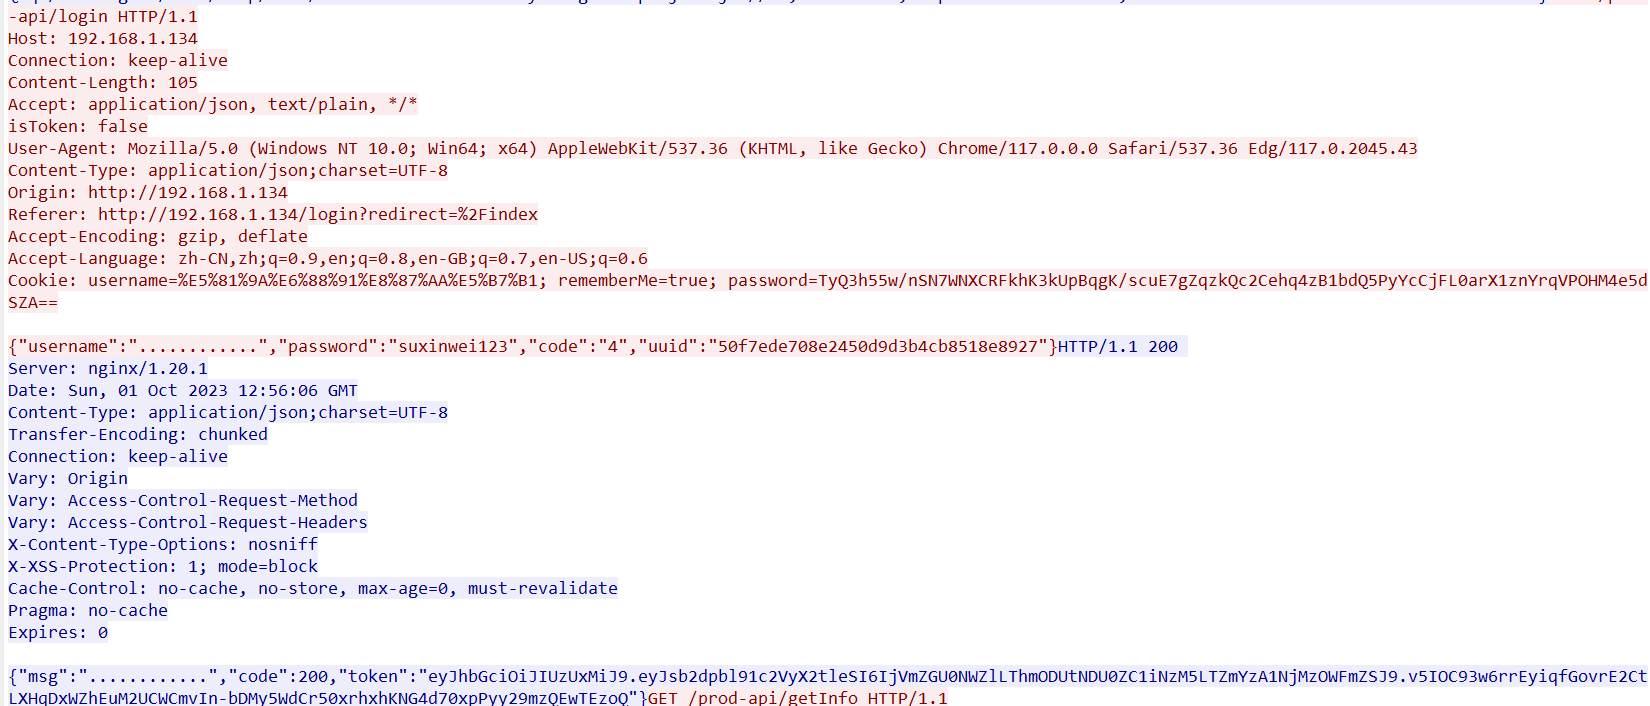 -api/login HTTP/1.1
Host: 192.168.1.134
Connection: keep-alive
Content-Length: 105
Accept: application/json, text/plain, */*
isToken: false
User-Agent: Mozilla/5.0 (Windows NT 10.0; Win64; x64) AppleWebKit/537.36 (KHTML, like Gecko) Chrome/117.0.0.0 Safari/537.36 Edg/117.0.2045.43
Content-Type: application/json;charset=UTF-8
Origin: http://192.168.1.134
Referer: http://192.168.1.134/login?redirect=%2Findex
Accept-Encoding: gzip, deflate
Accept-Language: zh-CN,zh;q=0.9,en;q=0.8,en-GB;q=0.7,en-US;q=0.6
Cookie: username=%E5%81%9A%E6%88%91%E8%87%AA%E5%B7%B1; rememberMe=true; password=TyQ3h55w/nSN7WNXCRFkhK3kUpBqgK/scuE7gZqzkQc2Cehq4zB1bdQ5PyYcCjFL0arX1znYrqVPOHM4e5d
SZA==
{"username":"............","password":"suxinwei123","code":"4","uuid":"50f7ede708e2450d9d3b4cb8518e8927"}HTTP/1.1 200
Server: nginx/1.20.1
Date: Sun, 01 Oct 2023 12:56:06 GMT
Content-Type: application/json;charset=UTF-8
Transfer-Encoding: chunked
Connection: keep-alive
Vary: Origin
Vary: Access-Control-Request-Method
Vary: Access-Control-Request-Headers
X-Content-Type-Options: nosniff
X-XSS-Protection: 1; mode=block
Cache-Control: no-cache, no-store, max-age=0, must-revalidate
Pragma: no-cache
Expires: 0
{"msg":"............","code":200,"token":"eyJhbGciOiJIUzUxMiJ9.eyJsb2dpbl91c2VyX2tleSI6IjVmZGU0NWZlLThmODUtNDU0ZC1iNzM5LTZmYzA1NjMzOWFmZSJ9.v5IOC93w6rrEyiqfGovrE2Ct
LXHqDxWZhEuM2UCWCmvIn-bDMy5WdCr50xrhxhKNG4d70xpPyy29mzQEwTEzoQ"}GET /prod-api/getInfo HTTP/1.1